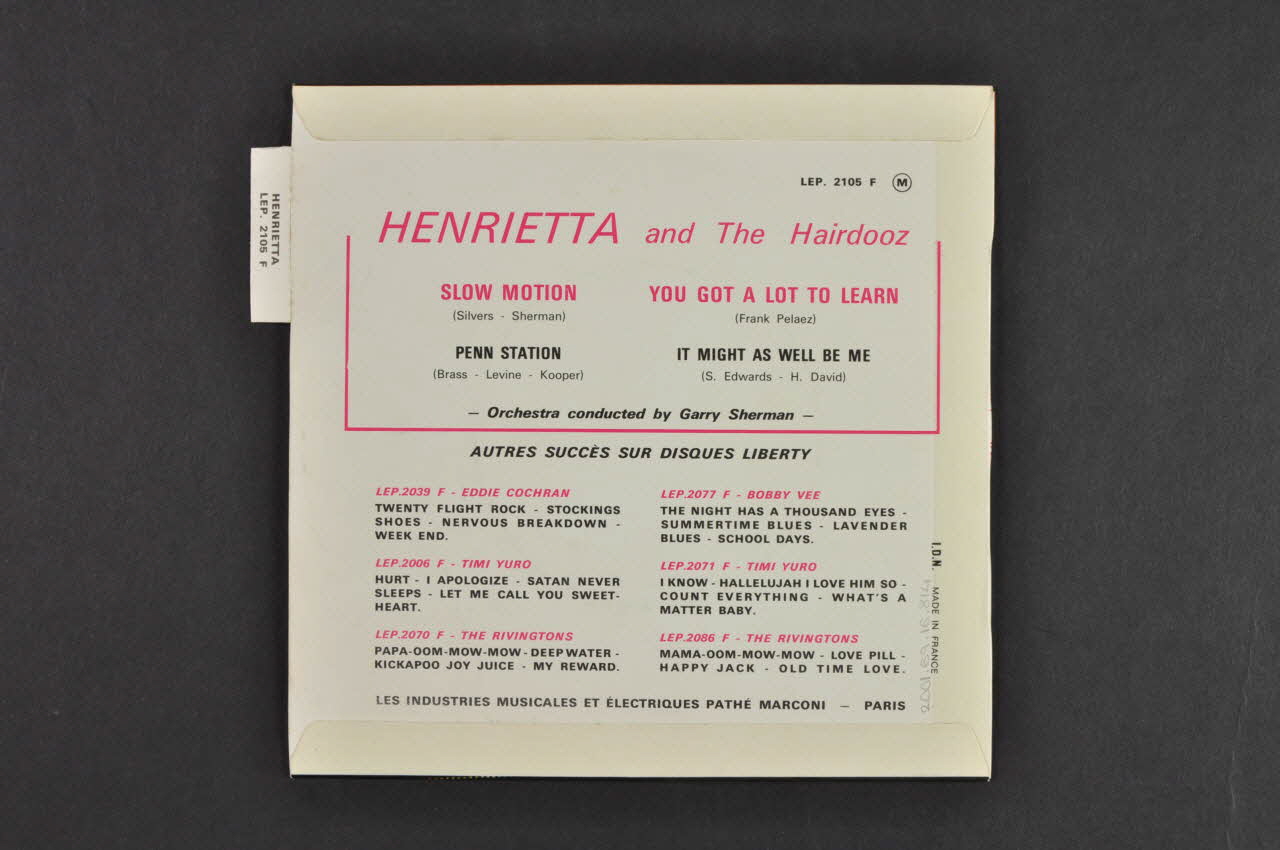 LEP. 2105 F M
HENRIETTA and The Hairdooz
SLOW MOTION
(Silvers - Sherman)
YOU GOT A LOT TO LEARN
(Frank Pelaez)
PENN STATION
(Brass - Levine - Kooper)
IT MIGHT AS WELL BE ME
(S. Edwards - H. David)
— Orchestra conducted by Garry Sherman —
AUTRES SUCCÈS SUR DISQUES LIBERTY
LEP.2039 F - EDDIE COCHRAN
TWENTY FLIGHT ROCK - STOCKINGS
SHOES - NERVOUS BREAKDOWN -
WEEK END.
LEP.2006 F - TIMI YURO
HURT - I APOLOGIZE - SATAN NEVER
SLEEPS - LET ME CALL YOU SWEET-
HEART.
LEP.2070 F - THE RIVINGTONS
PAPA-OOM-MOW-MOW - DEEP WATER -
KICKAPOO JOY JUICE - MY REWARD.
LEP.2077 F - BOBBY VEE
THE NIGHT HAS A THOUSAND EYES -
SUMMERTIME BLUES - LAVENDER
BLUES - SCHOOL DAYS.
LEP.2071 F - TIMI YURO
I KNOW - HALLELUJAH I LOVE HIM SO -
COUNT EVERYTHING - WHAT'S A
MATTER BABY.
LEP.2086 F - THE RIVINGTONS
MAMA-OOM-MOW-MOW - LOVE PILL -
HAPPY JACK - OLD TIME LOVE.
LES INDUSTRIES MUSICALES ET ÉLECTRIQUES PATHÉ MARCONI — PARIS
I.D.N. MADE IN FRANCE
HENRIETTA
LEP. 2105 F